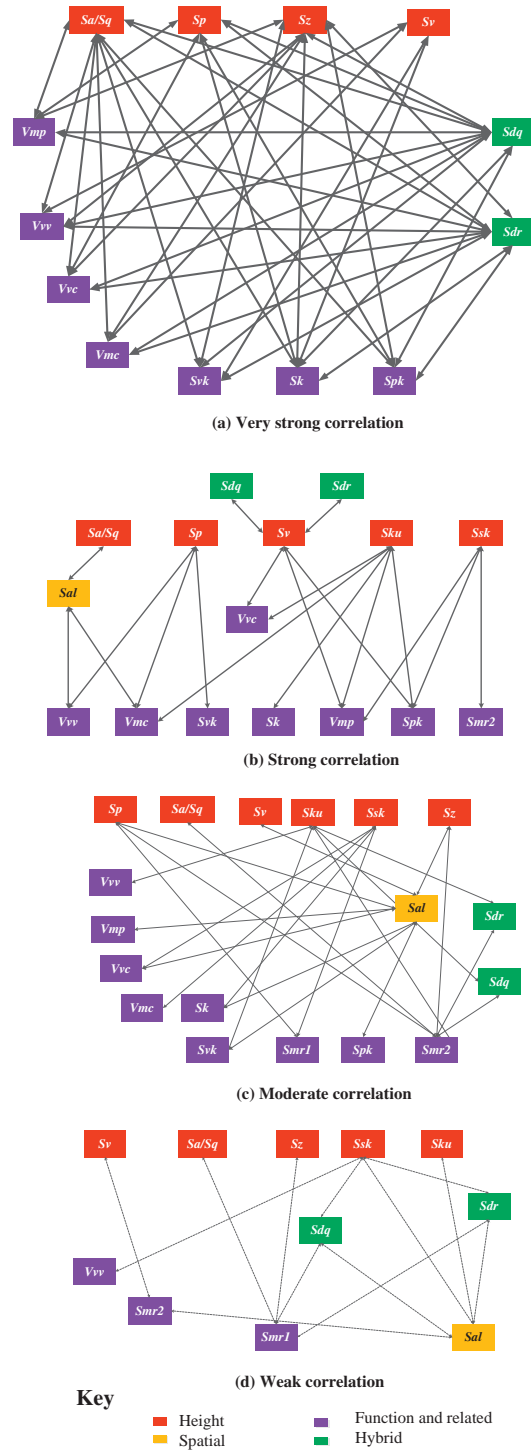 Sa/Sq Sp Sz Sv
Vmp Sdq
Vvv Sdr
Vvc
Vmc
Svk Sk Spk
(a) Very strong correlation
Sdq Sdr
Sa/Sq Sp Sv Sku Ssk
Sal
Vvc
Vvv Vmc Svk Sk Vmp Spk Smr2
(b) Strong correlation
Sp Sa/Sq Sv Sku Ssk Sz
Vvv
Sal
Sdr
Vmp
Vvc
Sdq
Vmc Sk
Svk Smr1 Spk Smr2
(c) Moderate correlation
Sv Sa/Sq Sz Ssk Sku
Sdr
Sdq
Vvv
Smr2
Smr1 Sal
(d) Weak correlation
Key
Height Function and related
Spatial Hybrid